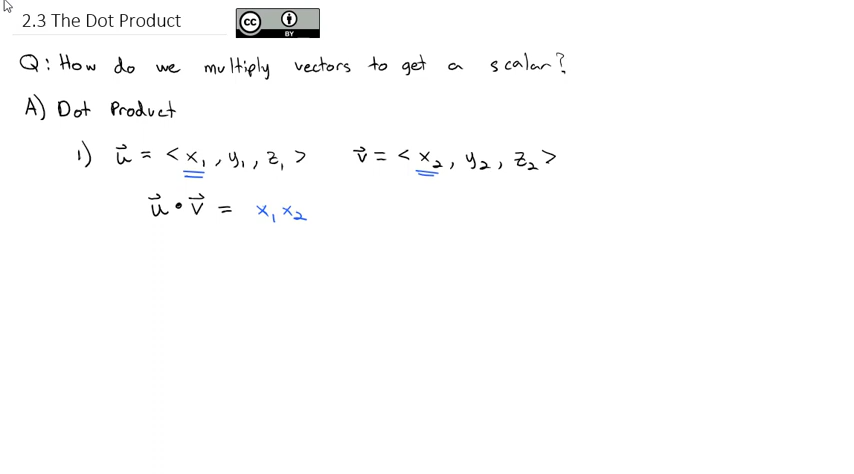 2.3 The Dot Product
cc BY
Q: How do we multiply vectors to get a scalar?
A) Dot Product
1) u⃗ = < x₁ , y₁ , z₁ > v⃗ = < x₂ , y₂ , z₂ >
u⃗ • v⃗ = x₁ x₂